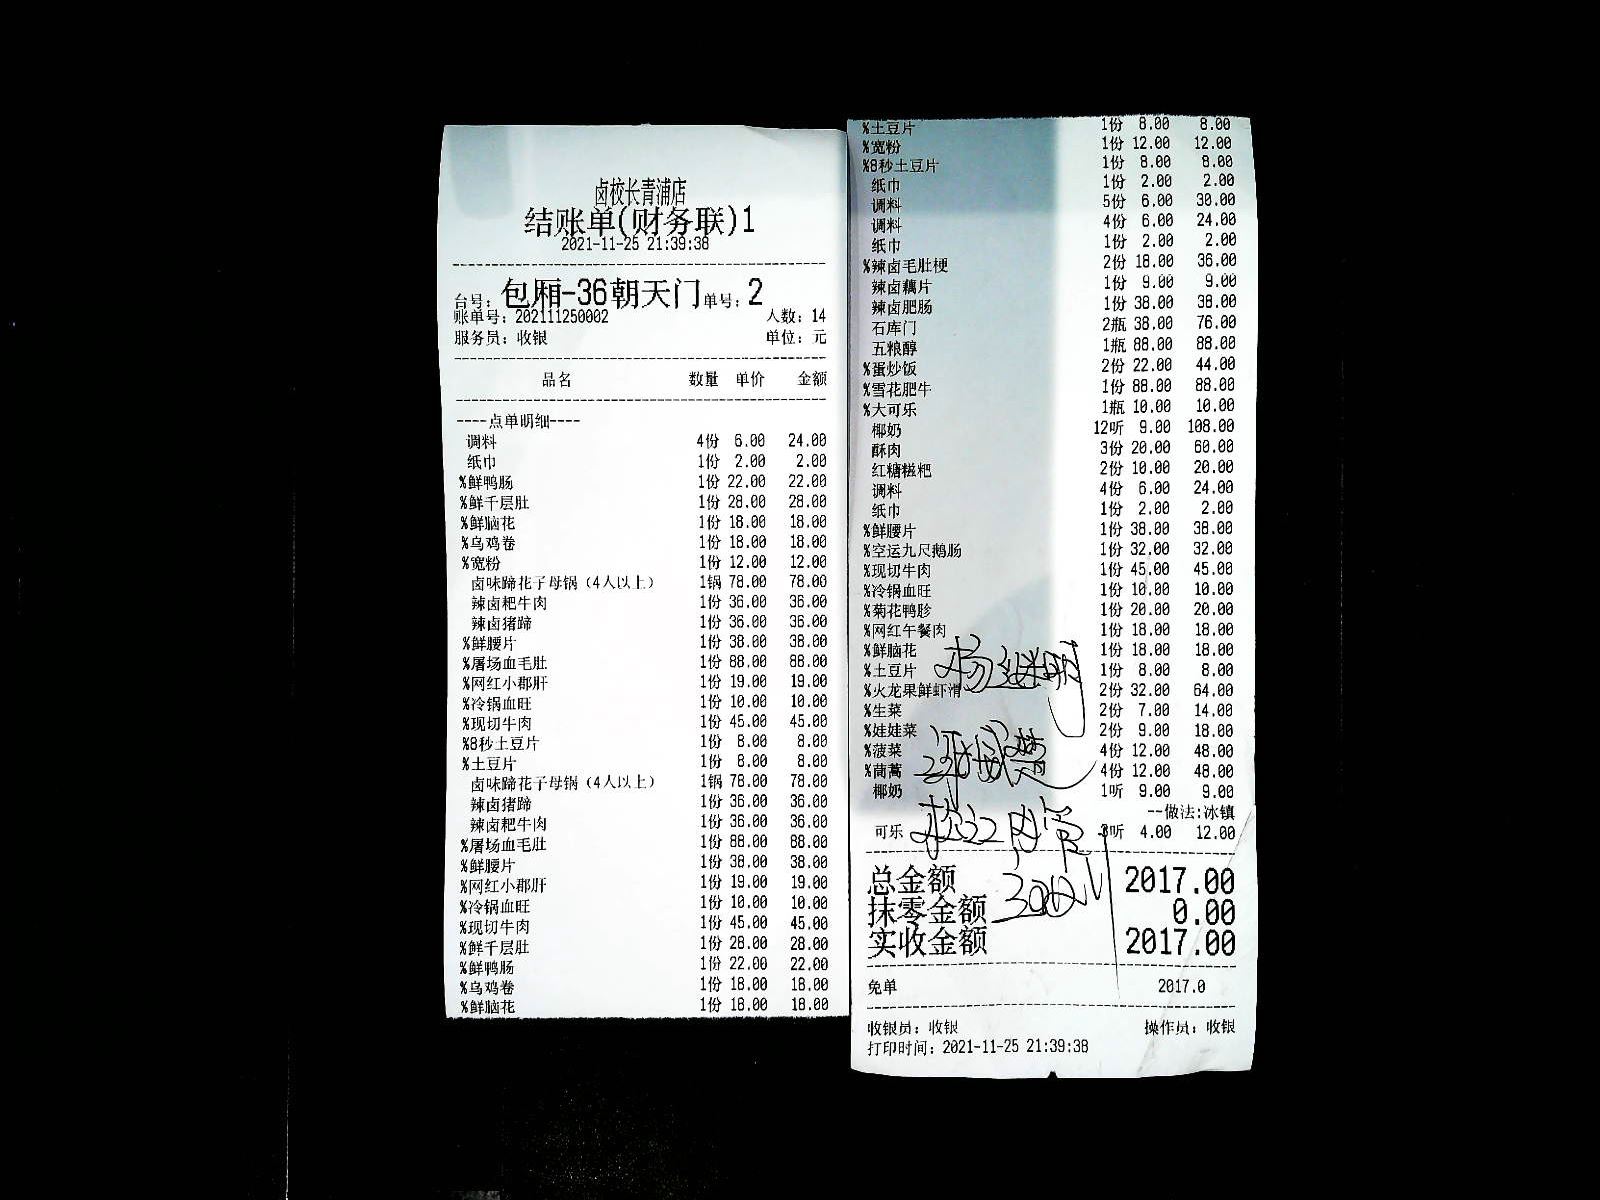 卤校长青浦店
结账单(财务联)1
2021-11-25 21:39:38
台号: 包厢-36朝天门单号: 2
账单号: 202111250002 人数: 14
服务员: 收银 单位: 元
品名 数量 单价 金额
----点单明细----
调料 4份 6.00 24.00
纸巾 1份 2.00 2.00
%鲜鸭肠 1份 22.00 22.00
%鲜千层肚 1份 28.00 28.00
%鲜脑花 1份 18.00 18.00
%乌鸡卷 1份 18.00 18.00
%宽粉 1份 12.00 12.00
卤味蹄花子母锅(4人以上) 1锅 78.00 78.00
辣卤粑牛肉 1份 36.00 36.00
辣卤猪蹄 1份 36.00 36.00
%鲜腰片 1份 38.00 38.00
%屠场血毛肚 1份 88.00 88.00
%网红小郡肝 1份 19.00 19.00
%冷锅血旺 1份 10.00 10.00
%现切牛肉 1份 45.00 45.00
%8秒土豆片 1份 8.00 8.00
%土豆片 1份 8.00 8.00
卤味蹄花子母锅(4人以上) 1锅 78.00 78.00
辣卤猪蹄 1份 36.00 36.00
辣卤粑牛肉 1份 36.00 36.00
%屠场血毛肚 1份 88.00 88.00
%鲜腰片 1份 38.00 38.00
%网红小郡肝 1份 19.00 19.00
%冷锅血旺 1份 10.00 10.00
%现切牛肉 1份 45.00 45.00
%鲜千层肚 1份 28.00 28.00
%鲜鸭肠 1份 22.00 22.00
%乌鸡卷 1份 18.00 18.00
%鲜脑花 1份 18.00 18.00
%土豆片 1份 8.00 8.00
%宽粉 1份 12.00 12.00
%8秒土豆片 1份 8.00 8.00
纸巾 1份 2.00 2.00
调料 5份 6.00 30.00
调料 4份 6.00 24.00
纸巾 1份 2.00 2.00
%辣卤毛肚梗 2份 18.00 36.00
辣卤藕片 1份 9.00 9.00
辣卤肥肠 1份 38.00 38.00
石库门 2瓶 38.00 76.00
五粮醇 1瓶 88.00 88.00
%蛋炒饭 2份 22.00 44.00
%雪花肥牛 1份 88.00 88.00
%大可乐 1瓶 10.00 10.00
椰奶 12听 9.00 108.00
酥肉 3份 20.00 60.00
红糖糍粑 2份 10.00 20.00
调料 4份 6.00 24.00
纸巾 1份 2.00 2.00
%鲜腰片 1份 38.00 38.00
%空运九尺鹅肠 1份 32.00 32.00
%现切牛肉 1份 45.00 45.00
%冷锅血旺 1份 10.00 10.00
%菊花鸭胗 1份 20.00 20.00
%网红午餐肉 1份 18.00 18.00
%鲜脑花 1份 18.00 18.00
%土豆片 1份 8.00 8.00
杨继明
%火龙果鲜虾滑 2份 32.00 64.00
%生菜 2份 7.00 14.00
%娃娃菜 2份 9.00 18.00
%菠菜 4份 12.00 48.00
%茼蒿 4份 12.00 48.00
椰奶 1听 9.00 9.00
--做法:冰镇
可乐 3听 4.00 12.00
总金额 2017.00
抹零金额 0.00
实收金额 2017.00
免单 2017.0
收银员: 收银 操作员: 收银
打印时间: 2021-11-25 21:39:38